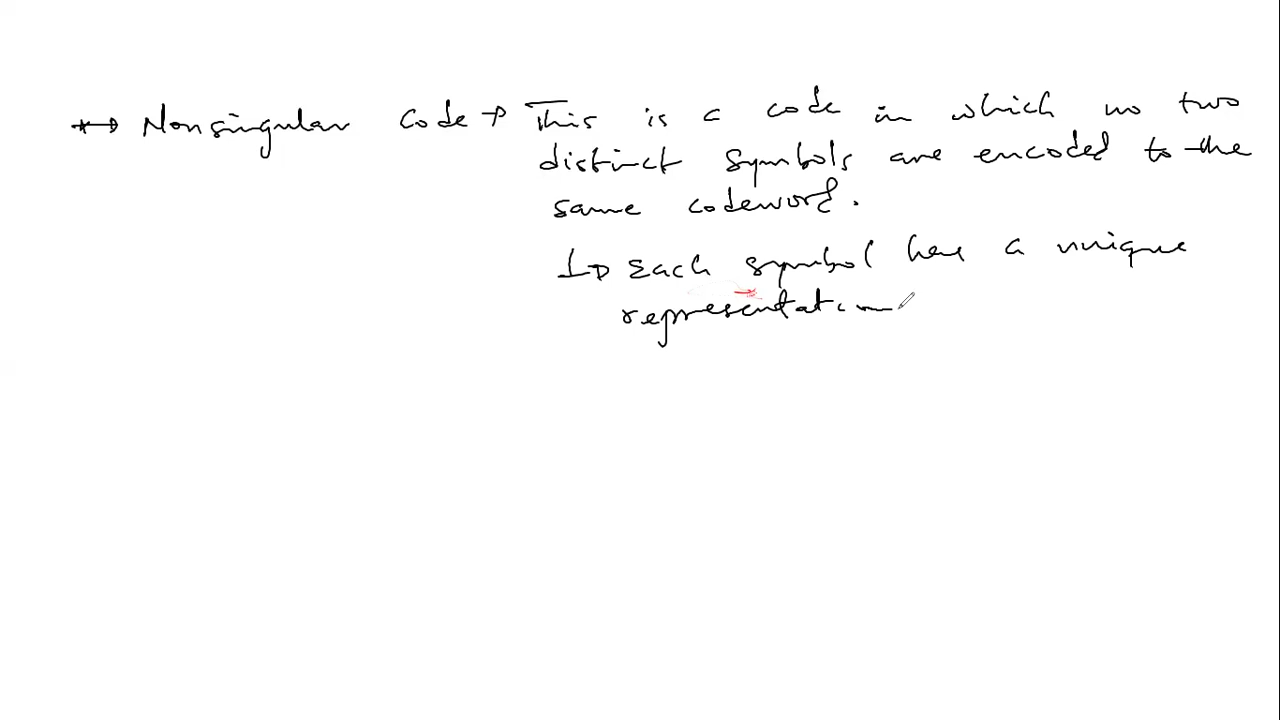 Nonsingular Code → This is a code in which no two
distinct symbols are encoded to the
same codeword.
↳ Each symbol has a unique
representation